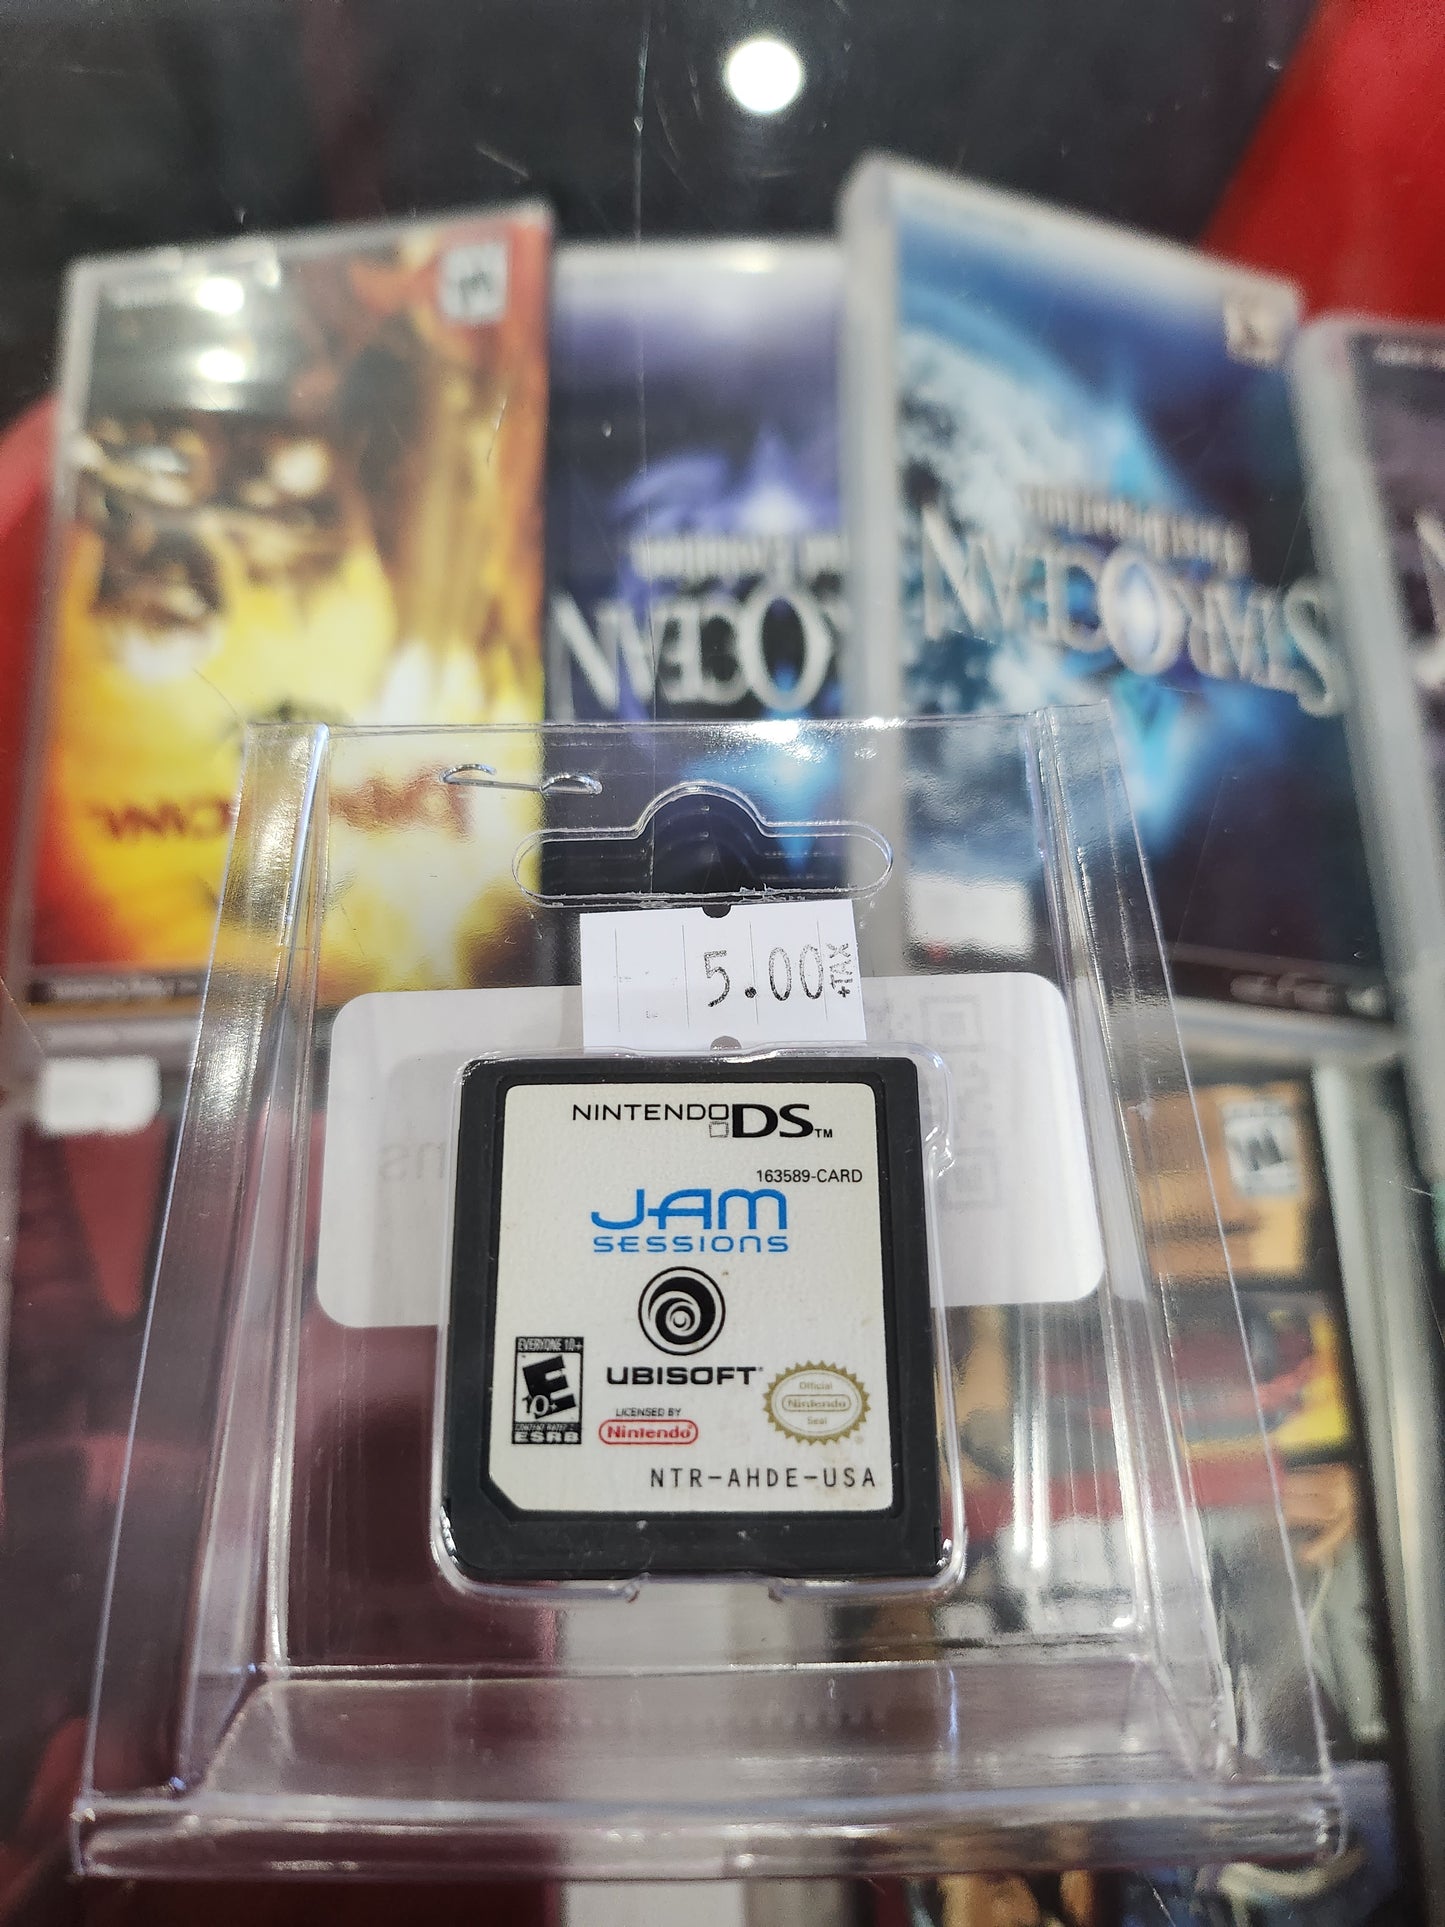 STAR OCEAN
OCEAN
5.00
+TAX
NINTENDO DS™
163589-CARD
JAM
SESSIONS
UBISOFT
EVERYONE 10+
E
10+
ESRB
LICENSED BY
Nintendo
Official
Nintendo
Seal
NTR-AHDE-USA